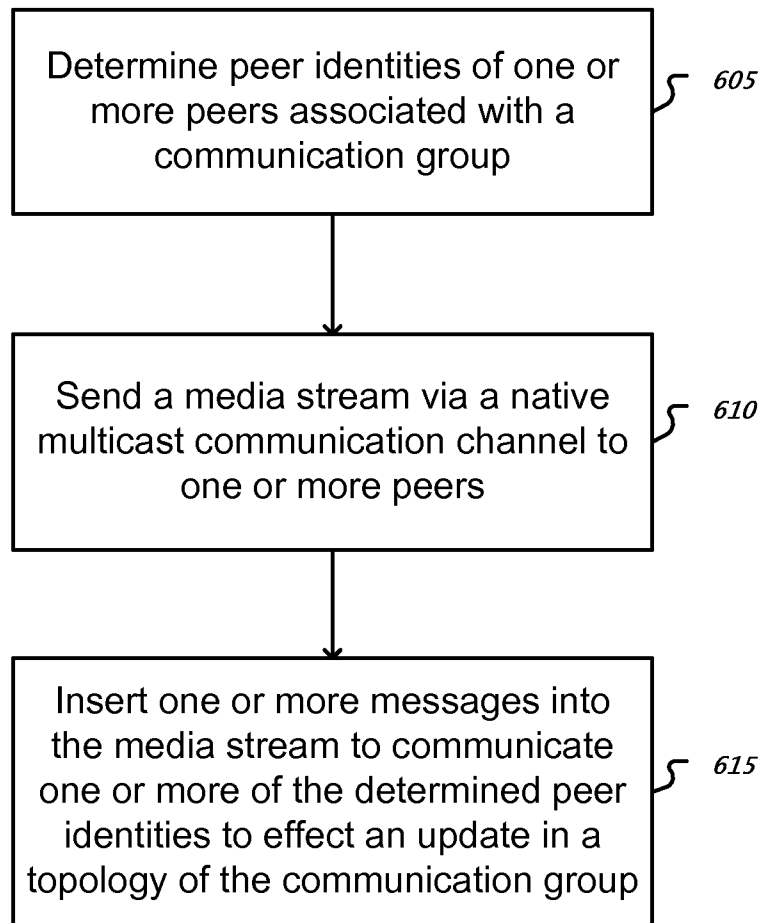 Determine peer identities of one or
more peers associated with a
communication group
605
Send a media stream via a native
multicast communication channel to
one or more peers
610
Insert one or more messages into
the media stream to communicate
one or more of the determined peer
identities to effect an update in a
topology of the communication group
615